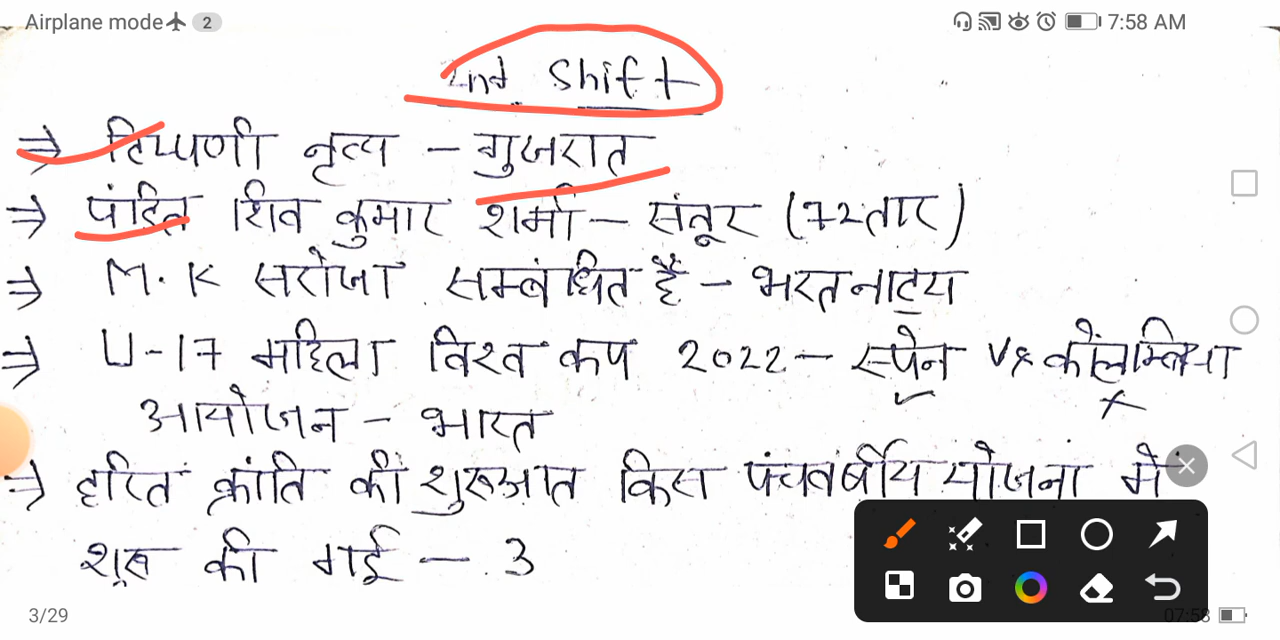 Airplane mode 2 7:58 AM
2nd Shift
⇒ टिप्पणी नृत्य – गुजरात
⇒ पंडित शिव कुमार शर्मा – संतूर (72 तार)
⇒ M.K सरोजा सम्बंधित है – भरतनाट्य
⇒ U-17 महिला विश्व कप 2022 – स्पेन Vs कोलम्बिया
आयोजन – भारत
⇒ हरित क्रांति की शुरूआत किस पंचवर्षीय योजना में
शुरू की गई – 3
3/29 07:58